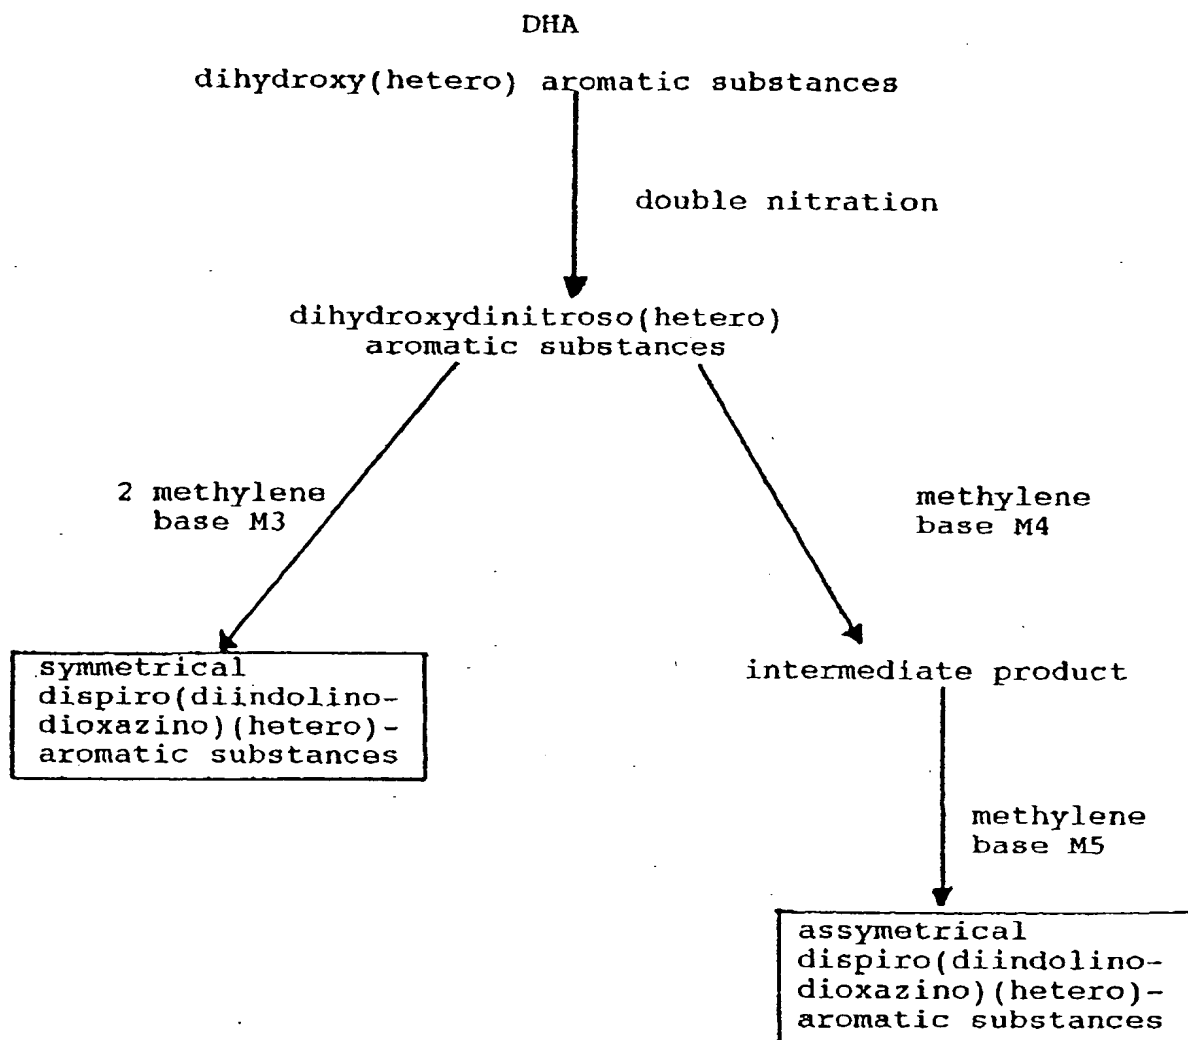 DHA
dihydroxy(hetero) aromatic substances
double nitration
dihydroxydinitroso(hetero)
aromatic substances
2 methylene
base M3
methylene
base M4
symmetrical
dispiro(diindolino-
dioxazino)(hetero)-
aromatic substances
intermediate product
methylene
base M5
assymetrical
dispiro(diindolino-
dioxazino)(hetero)-
aromatic substances